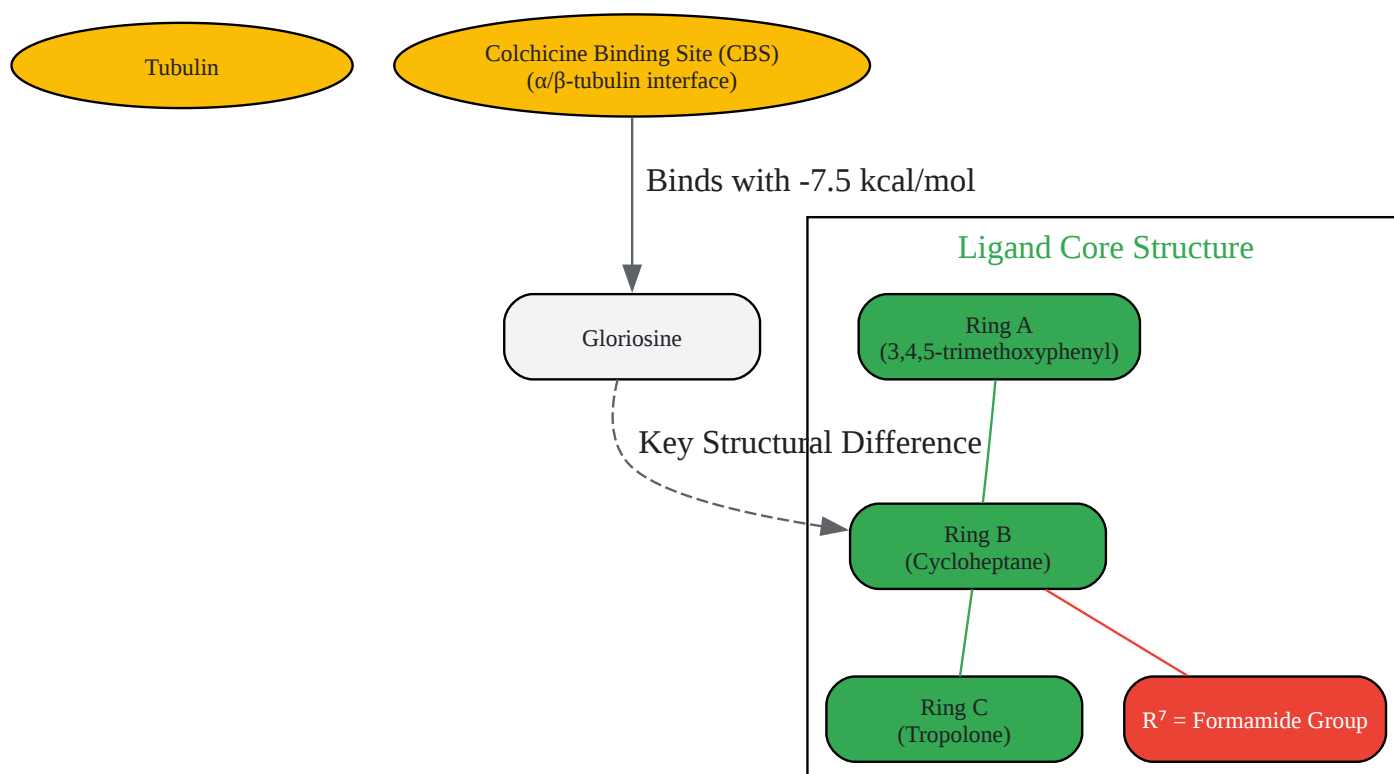 Tubulin
Colchicine Binding Site (CBS)
(α/β-tubulin interface)
Binds with -7.5 kcal/mol
Ligand Core Structure
Gloriosine
Ring A
(3,4,5-trimethoxyphenyl)
Key Structural Difference
Ring B
(Cycloheptane)
Ring C
(Tropolone)
R⁷ = Formamide Group